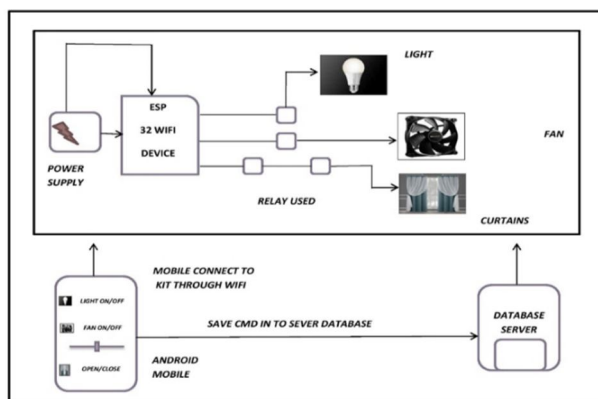 LIGHT
ESP
32 WIFI
DEVICE
FAN
POWER
SUPPLY
RELAY USED
CURTAINS
MOBILE CONNECT TO
KIT THROUGH WIFI
LIGHT ON/OFF
FAN ON/OFF
SAVE CMD IN TO SEVER DATABASE
DATABASE
SERVER
OPEN/CLOSE
ANDROID
MOBILE